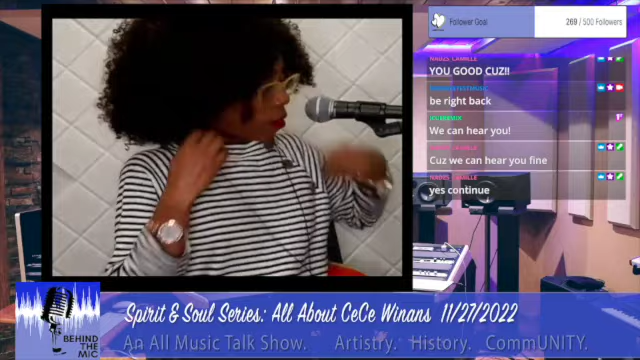 Follower Goal
269 / 500 Followers
YOU GOOD CUZ!!
be right back
We can hear you!
Cuz we can hear you fine
yes continue
Spirit & Soul Series: All About CeCe Winans 11/27/2022
BEHIND
THE
MIC
An All Music Talk Show. Artistry. History. CommUNITY.